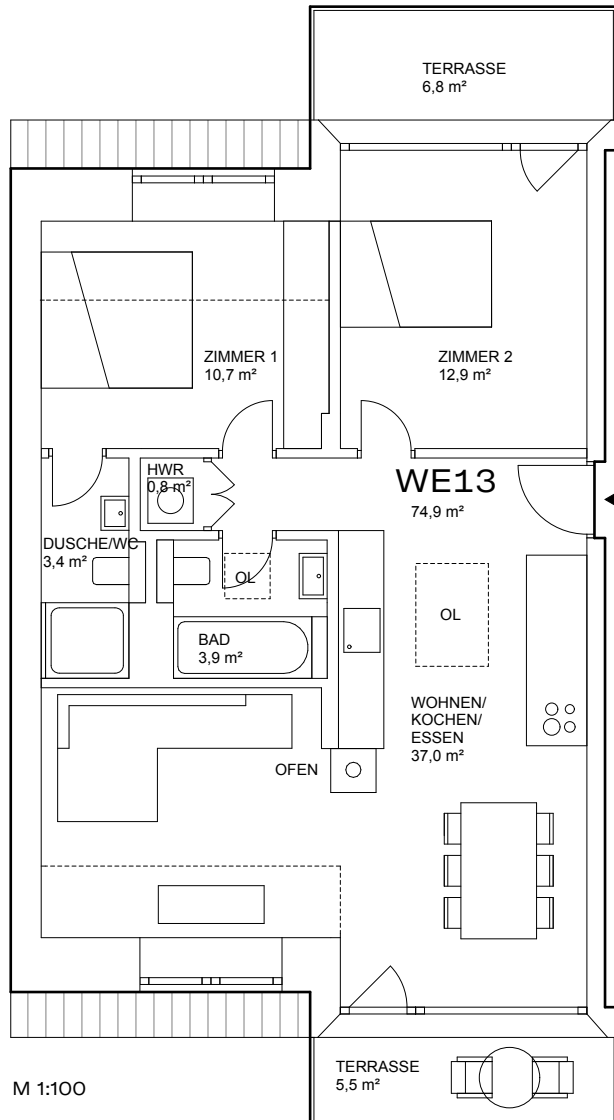 TERRASSE
6,8 m²
ZIMMER 1
10,7 m²
ZIMMER 2
12,9 m²
HWR
0,8 m²
WE13
74,9 m²
DUSCHE/WC
3,4 m²
OL
OL
BAD
3,9 m²
WOHNEN/
KOCHEN/
ESSEN
37,0 m²
OFEN
TERRASSE
5,5 m²
M 1:100